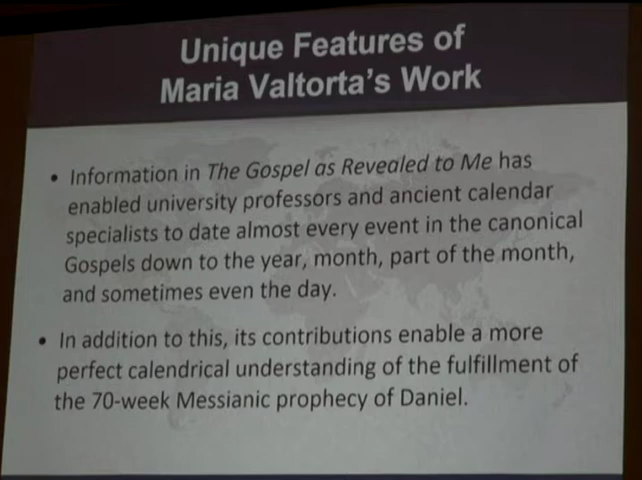 Unique Features of
Maria Valtorta's Work
• Information in The Gospel as Revealed to Me has
enabled university professors and ancient calendar
specialists to date almost every event in the canonical
Gospels down to the year, month, part of the month,
and sometimes even the day.
• In addition to this, its contributions enable a more
perfect calendrical understanding of the fulfillment of
the 70-week Messianic prophecy of Daniel.